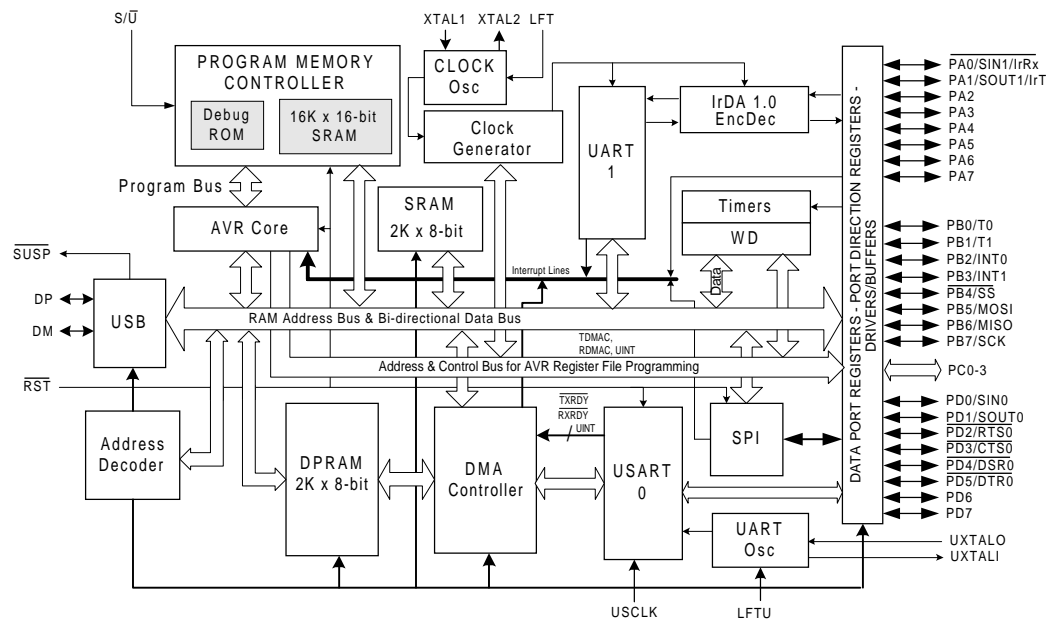 S/U̅
XTAL1 XTAL2 LFT
PROGRAM MEMORY
CONTROLLER
Debug
ROM
16K x 16-bit
SRAM
CLOCK
Osc
Clock
Generator
UART
1
IrDA 1.0
EncDec
Program Bus
AVR Core
SRAM
2K x 8-bit
Timers
WD
Data
Interrupt Lines
SUSP
DP
DM
USB
RAM Address Bus & Bi-directional Data Bus
TDMAC,
RDMAC, UINT
Address & Control Bus for AVR Register File Programming
RST
Address
Decoder
DPRAM
2K x 8-bit
DMA
Controller
TXRDY
RXRDY
/ UINT
USART
0
SPI
UART
Osc
USCLK
LFTU
DATA PORT REGISTERS - PORT DIRECTION REGISTERS -
DRIVERS/BUFFERS
PA0/SIN1/IrRx
PA1/SOUT1/IrT
PA2
PA3
PA4
PA5
PA6
PA7
PB0/T0
PB1/T1
PB2/INT0
PB3/INT1
PB4/SS
PB5/MOSI
PB6/MISO
PB7/SCK
PC0-3
PD0/SIN0
PD1/SOUT0
PD2/RTS0
PD3/CTS0
PD4/DSR0
PD5/DTR0
PD6
PD7
UXTALO
UXTALI